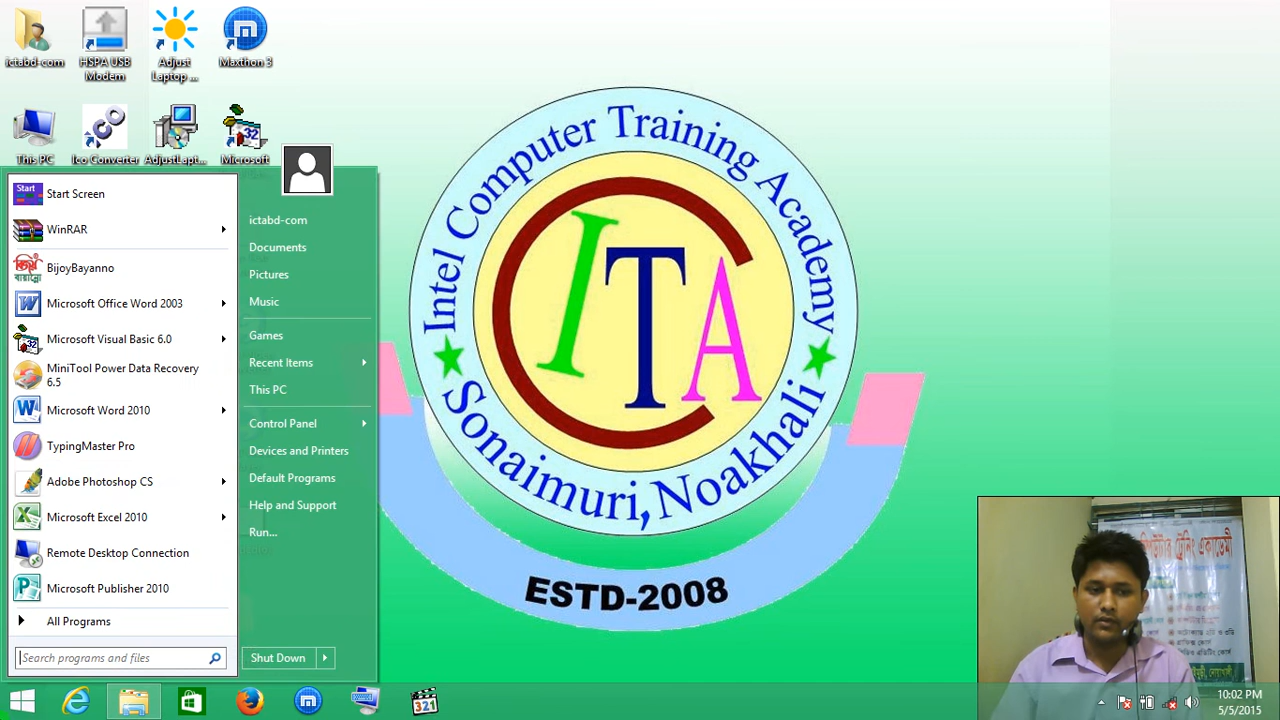 ictabd-com
HSPA USB
Modem
Adjust
Laptop ...
Maxthon 3
This PC
Ico Converter
AdjustLapt...
Microsoft
Start
Start Screen
WinRAR
BijoyBayanno
Microsoft Office Word 2003
Microsoft Visual Basic 6.0
MiniTool Power Data Recovery
6.5
Microsoft Word 2010
TypingMaster Pro
Adobe Photoshop CS
Microsoft Excel 2010
Remote Desktop Connection
Microsoft Publisher 2010
All Programs
Search programs and files
ictabd-com
Documents
Pictures
Music
Games
Recent Items
This PC
Control Panel
Devices and Printers
Default Programs
Help and Support
Run...
Shut Down
Intel Computer Training Academy
ICTA
Sonaimuri, Noakhali
ESTD-2008
ট্রেনিং একাডেমী
321
10:02 PM
5/5/2015